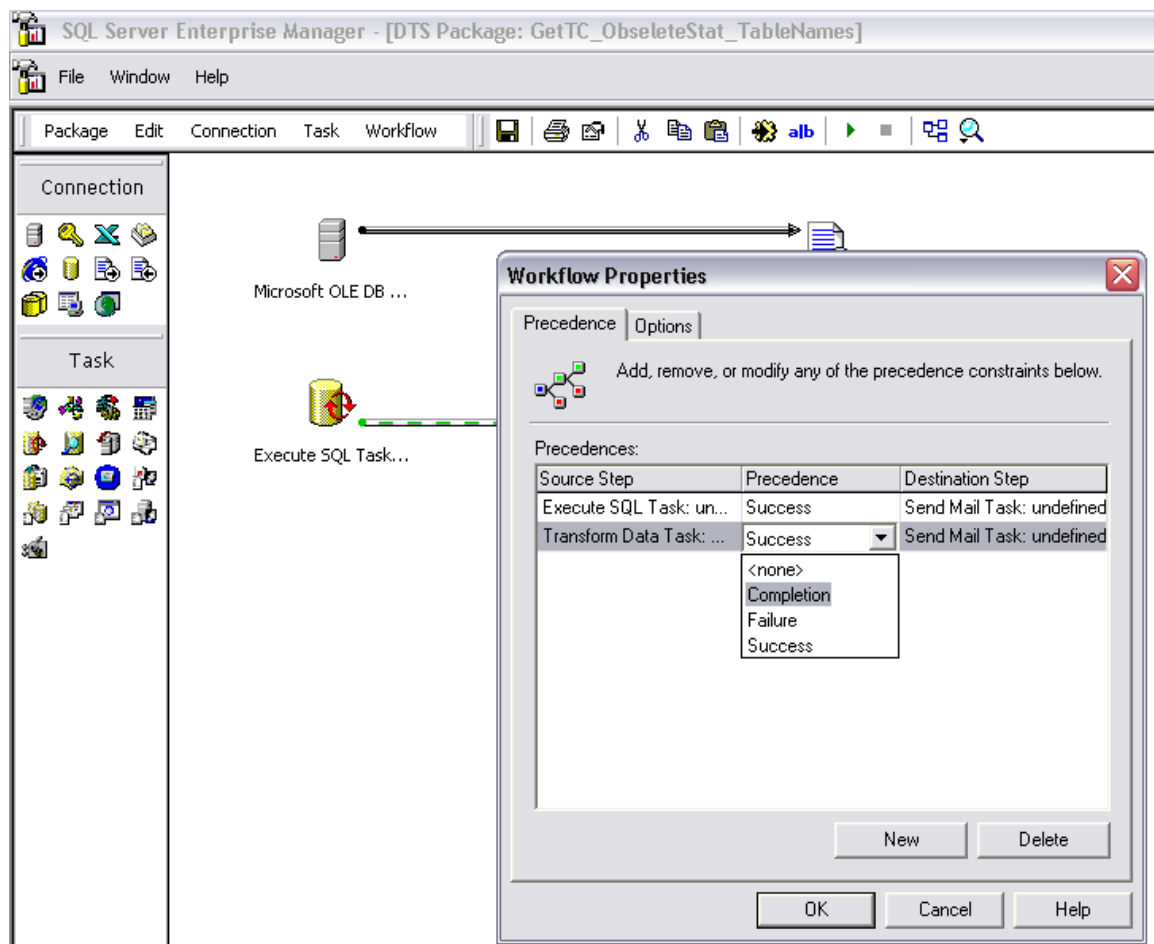 SQL Server Enterprise Manager - [DTS Package: GetTC_ObseleteStat_TableNames]
File Window Help
Package Edit Connection Task Workflow a|b
Connection
Microsoft OLE DB ...
Task
Execute SQL Task...
Workflow Properties
Precedence Options
Add, remove, or modify any of the precedence constraints below.
Precedences:
Source Step Precedence Destination Step
Execute SQL Task: un... Success Send Mail Task: undefined
Transform Data Task: ... Success Send Mail Task: undefined
<none>
Completion
Failure
Success
New Delete
OK Cancel Help